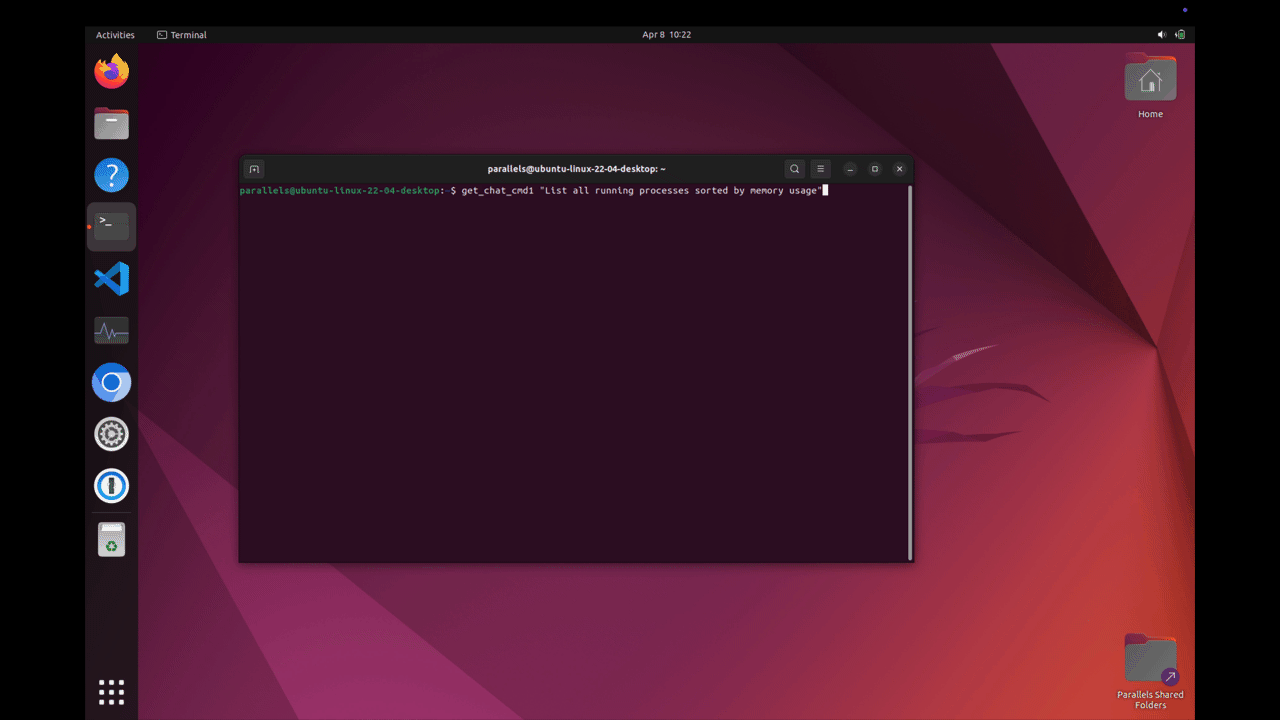 Activities Terminal Apr 8 10:22
Home
parallels@ubuntu-linux-22-04-desktop: ~
parallels@ubuntu-linux-22-04-desktop:~$ get_chat_cmd1 "List all running processes sorted by memory usage"
Parallels Shared
Folders